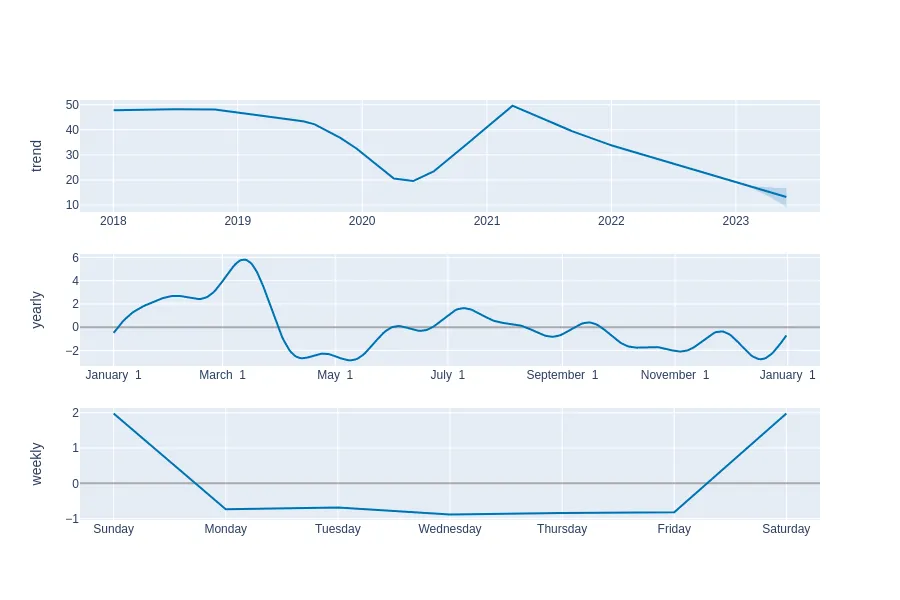 trend
50
40
30
20
10
2018 2019 2020 2021 2022 2023
yearly
6
4
2
0
−2
January 1 March 1 May 1 July 1 September 1 November 1 January 1
weekly
2
1
0
−1
Sunday Monday Tuesday Wednesday Thursday Friday Saturday